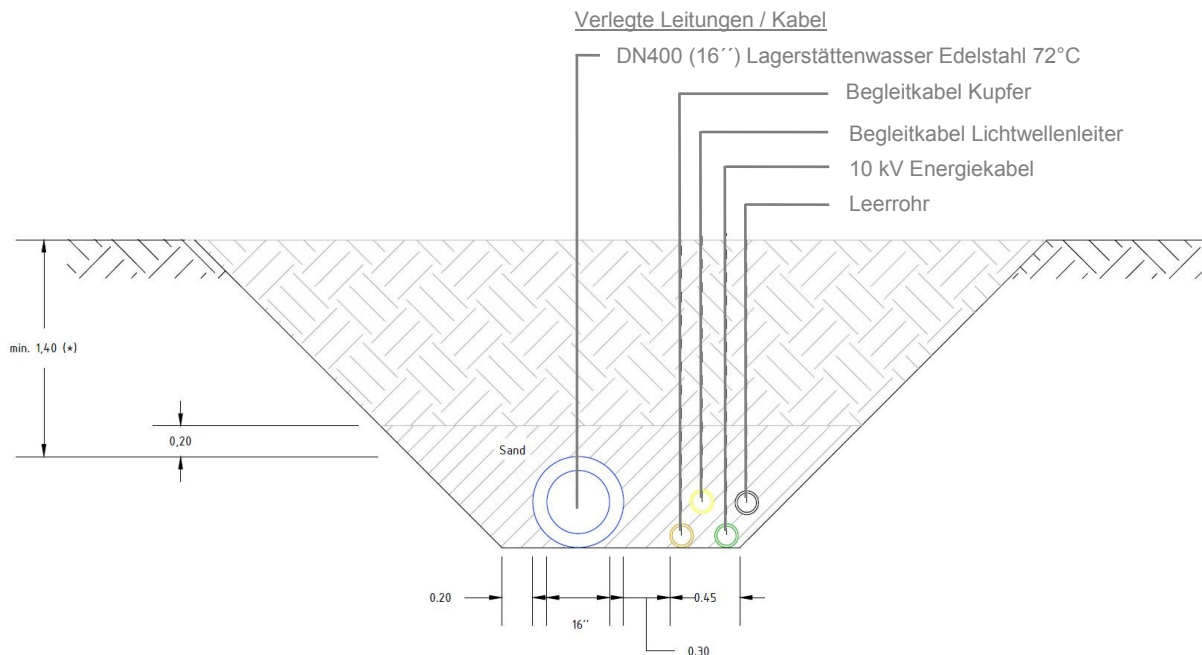 Verlegte Leitungen / Kabel
DN400 (16´´) Lagerstättenwasser Edelstahl 72°C
Begleitkabel Kupfer
Begleitkabel Lichtwellenleiter
10 kV Energiekabel
Leerrohr
min. 1,40 (*)
0,20
Sand
0.20
0.45
16´´
0.30